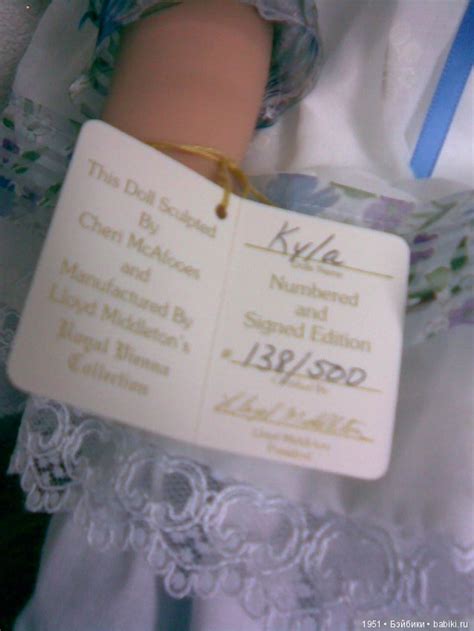 This Doll Sculpted
By
Cheri McAfooes
and
Manufactured By
Lloyd Middleton's
Royal Vienna
Collection
Kyla
Numbered
and
Signed Edition
# 138/500
Lloyd Middleton
President
1951 • Бэйбики • babiki.ru